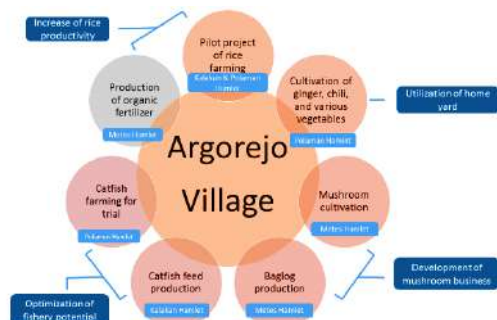 Increase of rice
productivity
Pilot project
of rice
farming
Kalakan & Polaman
Hamlet
Production
of organic
fertilizer
Metes Hamlet
Cultivation of
ginger, chili,
and various
vegetables
Polaman Hamlet
Utilization of home
yard
Argorejo
Village
Catfish
farming for
trial
Polaman Hamlet
Mushroom
cultivation
Metes Hamlet
Catfish feed
production
Kalakan Hamlet
Baglog
production
Metes Hamlet
Optimization
of fishery potential
Development
of mushroom business